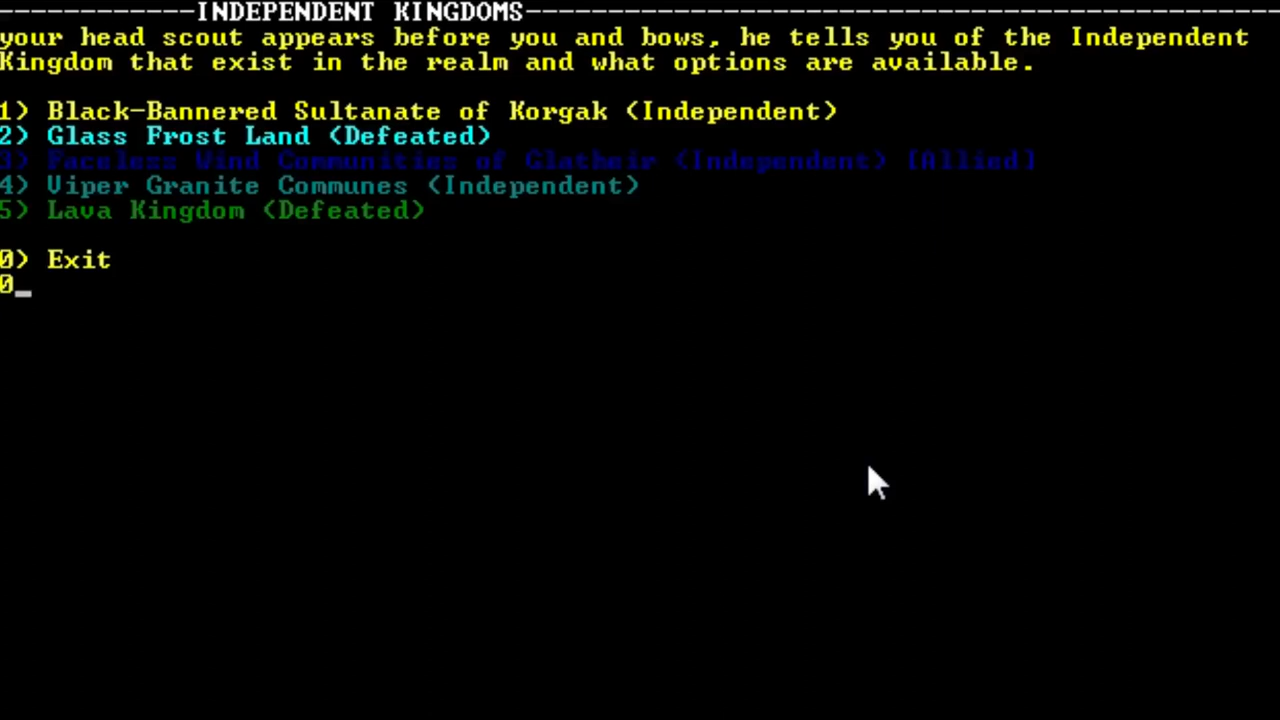 ------------INDEPENDENT KINGDOMS----------------------------------------------
your head scout appears before you and bows, he tells you of the Independent
Kingdom that exist in the realm and what options are available.
1) Black-Bannered Sultanate of Korgak (Independent)
2) Glass Frost Land (Defeated)
3) Faceless Wind Communities of Glatheir (Independent) [Allied]
4) Viper Granite Communes (Independent)
5) Lava Kingdom (Defeated)
0) Exit
0_